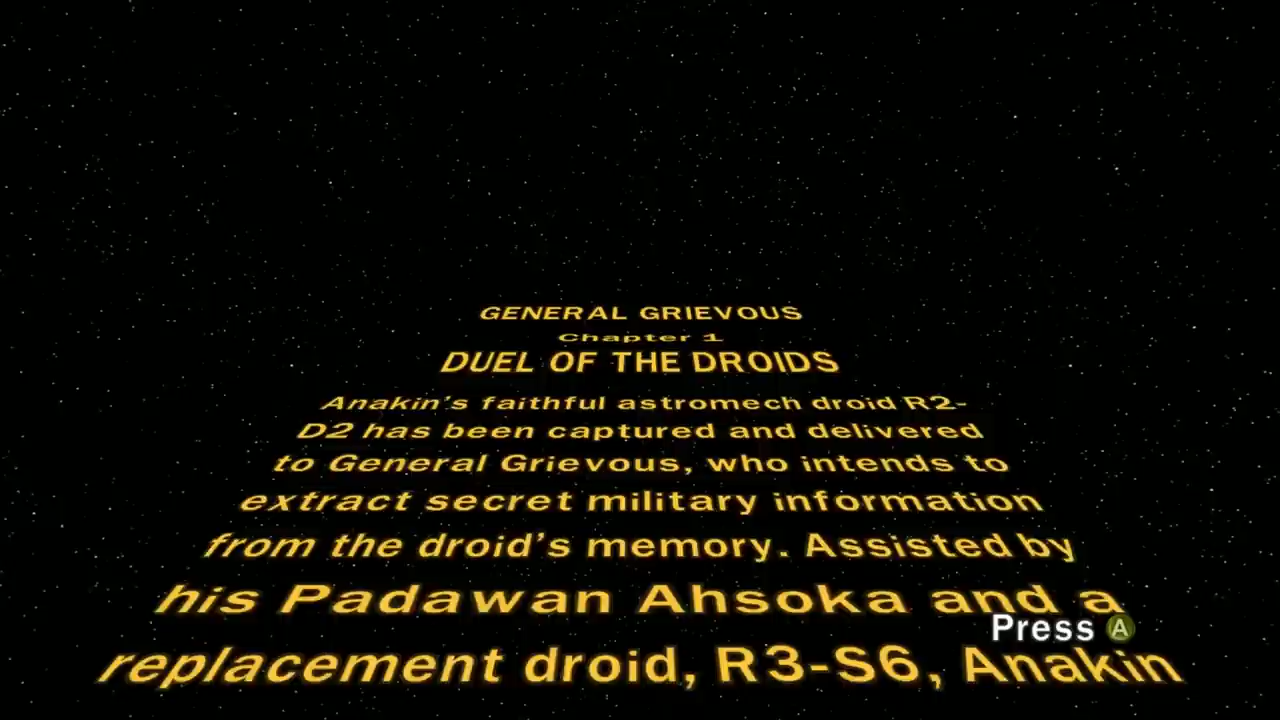 GENERAL GRIEVOUS
Chapter 1
DUEL OF THE DROIDS
Anakin's faithful astromech droid R2-
D2 has been captured and delivered
to General Grievous, who intends to
extract secret military information
from the droid's memory. Assisted by
his Padawan Ahsoka and a
Press A
replacement droid, R3-S6, Anakin